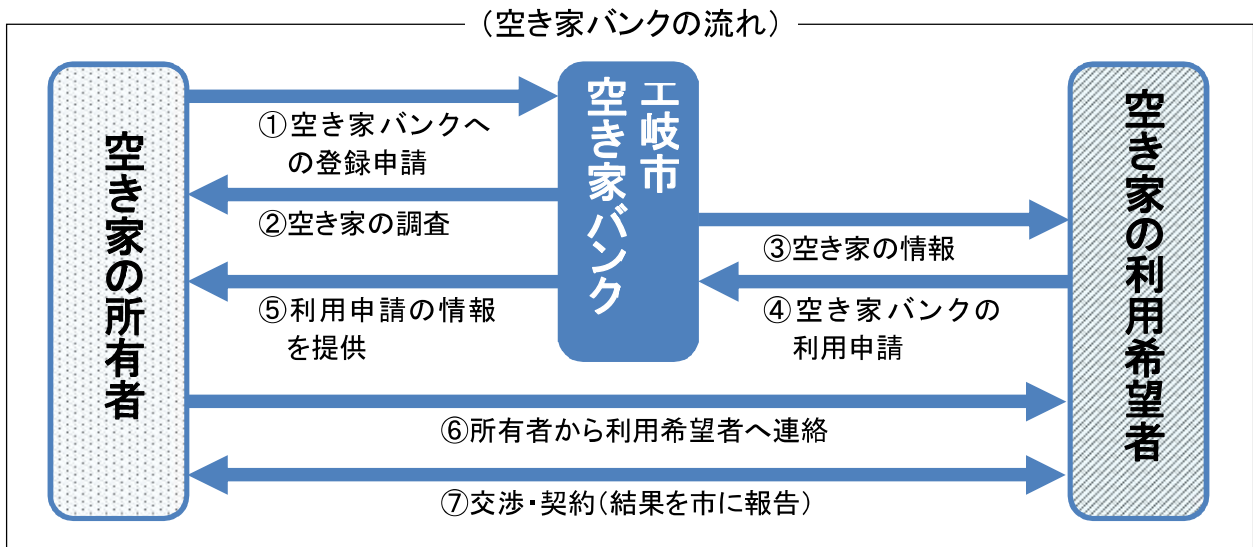 (空き家バンクの流れ)
空き家の所有者
①空き家バンクへ
の登録申請
②空き家の調査
⑤利用申請の情報
を提供
工岐市
空き家バンク
③空き家の情報
④空き家バンクの
利用申請
空き家の利用希望者
⑥所有者から利用希望者へ連絡
⑦交渉・契約(結果を市に報告)